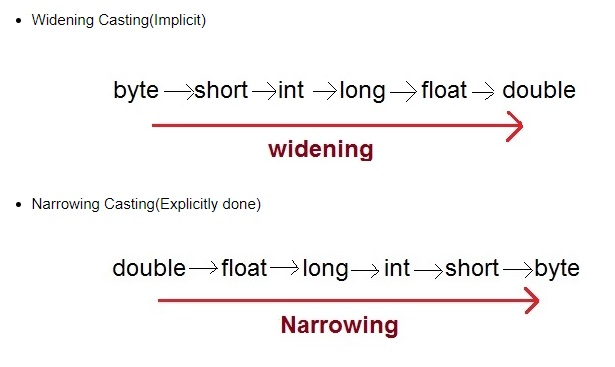 Widening Casting(Implicit)
byte → short → int → long → float → double
widening
Narrowing Casting(Explicitly done)
double → float → long → int → short → byte
Narrowing